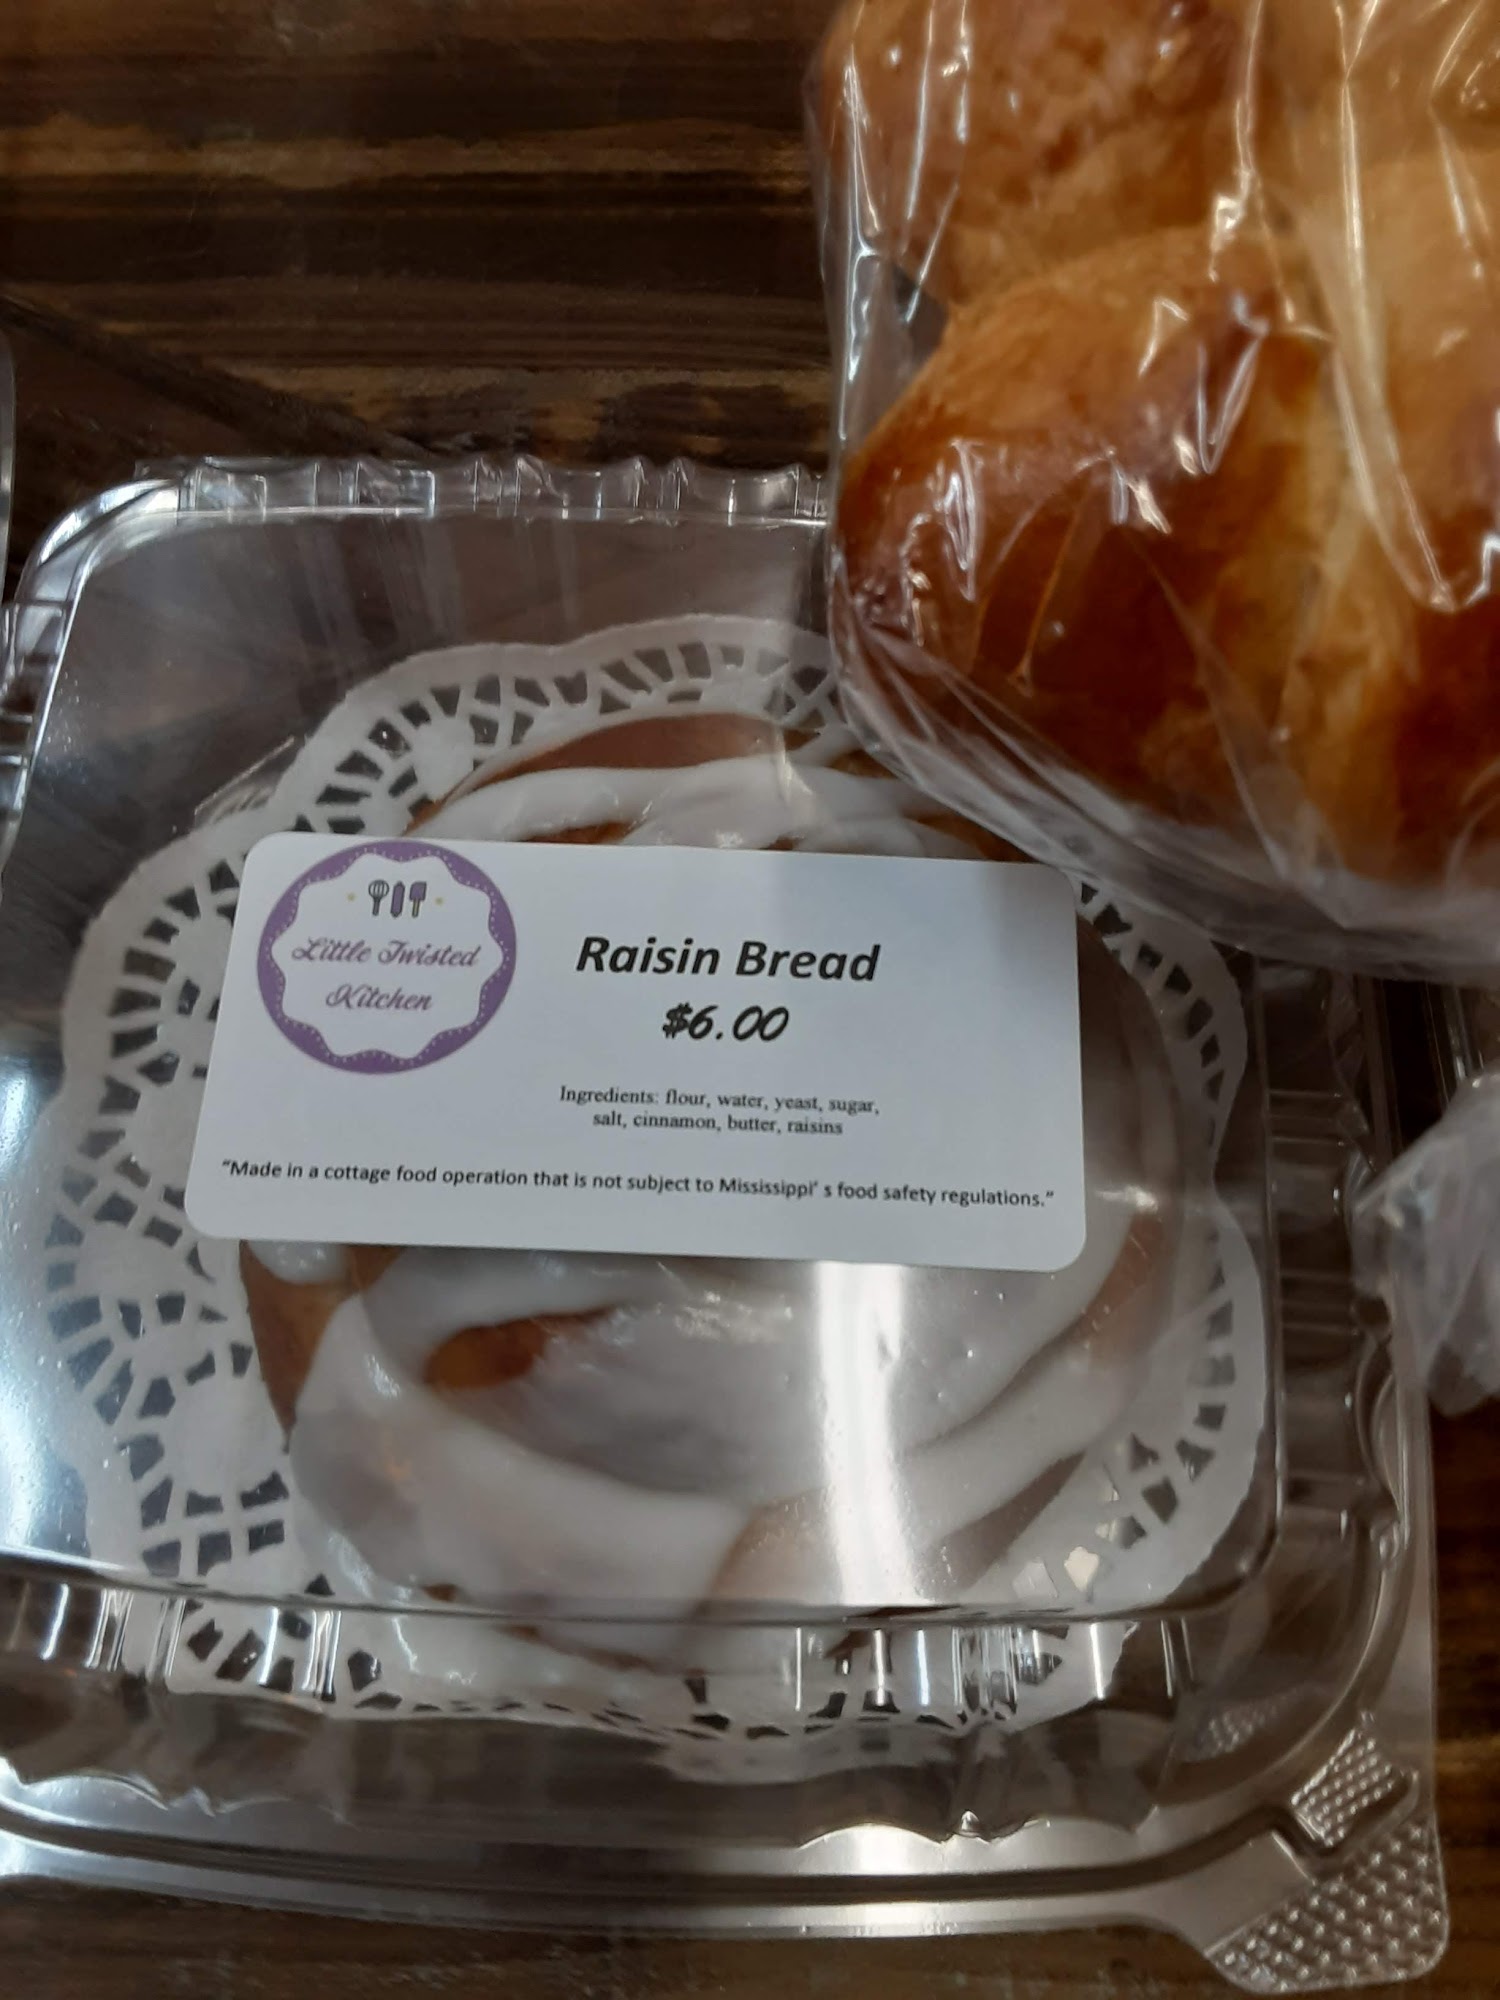 Little Twisted
Kitchen
Raisin Bread
$6.00
Ingredients: flour, water, yeast, sugar,
salt, cinnamon, butter, raisins
"Made in a cottage food operation that is not subject to Mississippi' s food safety regulations."